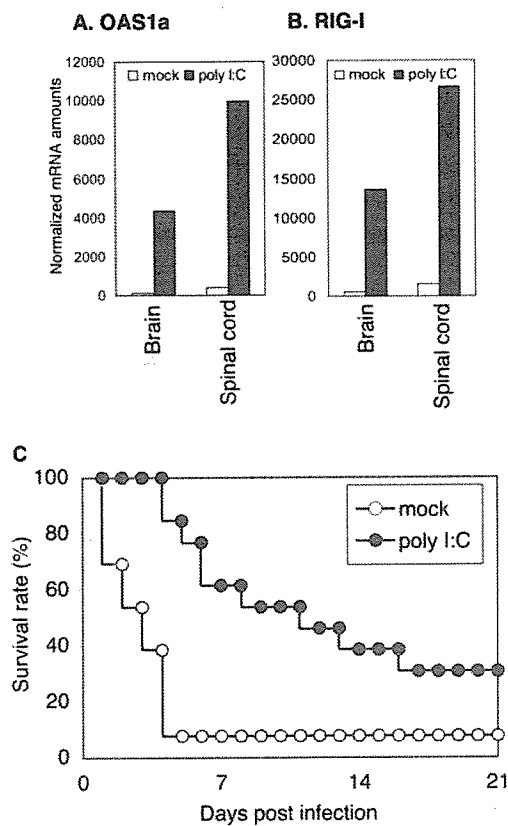 A. OAS1a
B. RIG-I
Normalized mRNA amounts
12000
10000
8000
6000
4000
2000
0
mock poly I:C
Brain
Spinal cord
30000
25000
20000
15000
10000
5000
0
mock poly I:C
Brain
Spinal cord
C
Survival rate (%)
100
80
60
40
20
0
mock
poly I:C
0 7 14 21
Days post infection